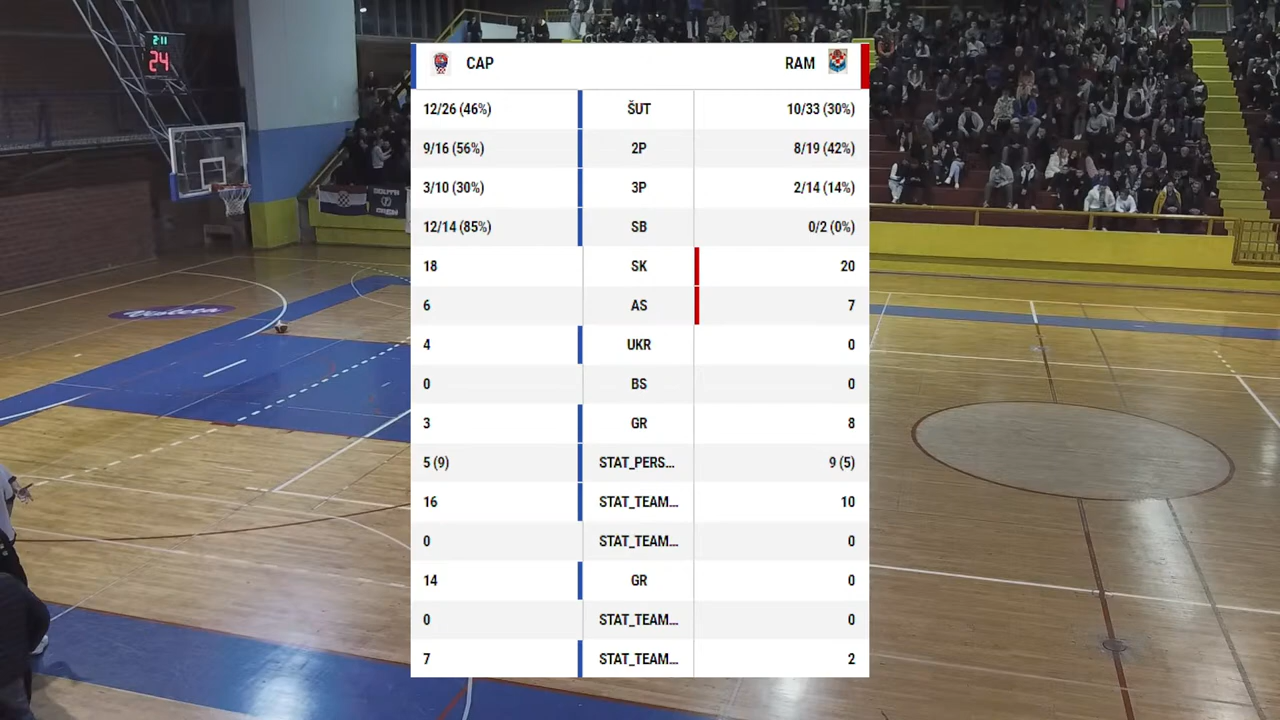 2:11
24
CAP RAM
12/26 (46%) ŠUT 10/33 (30%)
9/16 (56%) 2P 8/19 (42%)
3/10 (30%) 3P 2/14 (14%)
12/14 (85%) SB 0/2 (0%)
18 SK 20
6 AS 7
4 UKR 0
0 BS 0
3 GR 8
5 (9) STAT_PERS... 9 (5)
16 STAT_TEAM... 10
0 STAT_TEAM... 0
14 GR 0
0 STAT_TEAM... 0
7 STAT_TEAM... 2
Violeta